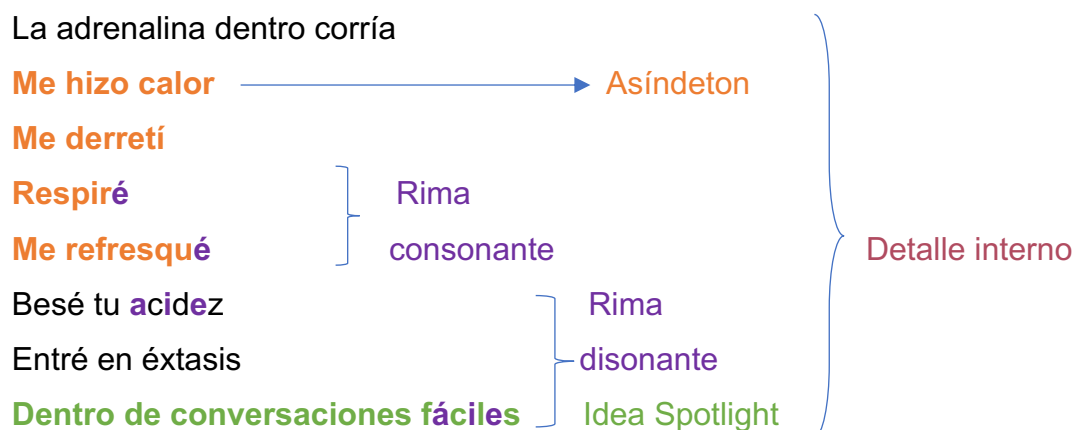 La adrenalina dentro corría
Me hizo calor Asíndeton
Me derretí
Respiré Rima
Me refresqué consonante Detalle interno
Besé tu acidez Rima
Entré en éxtasis disonante
Dentro de conversaciones fáciles Idea Spotlight